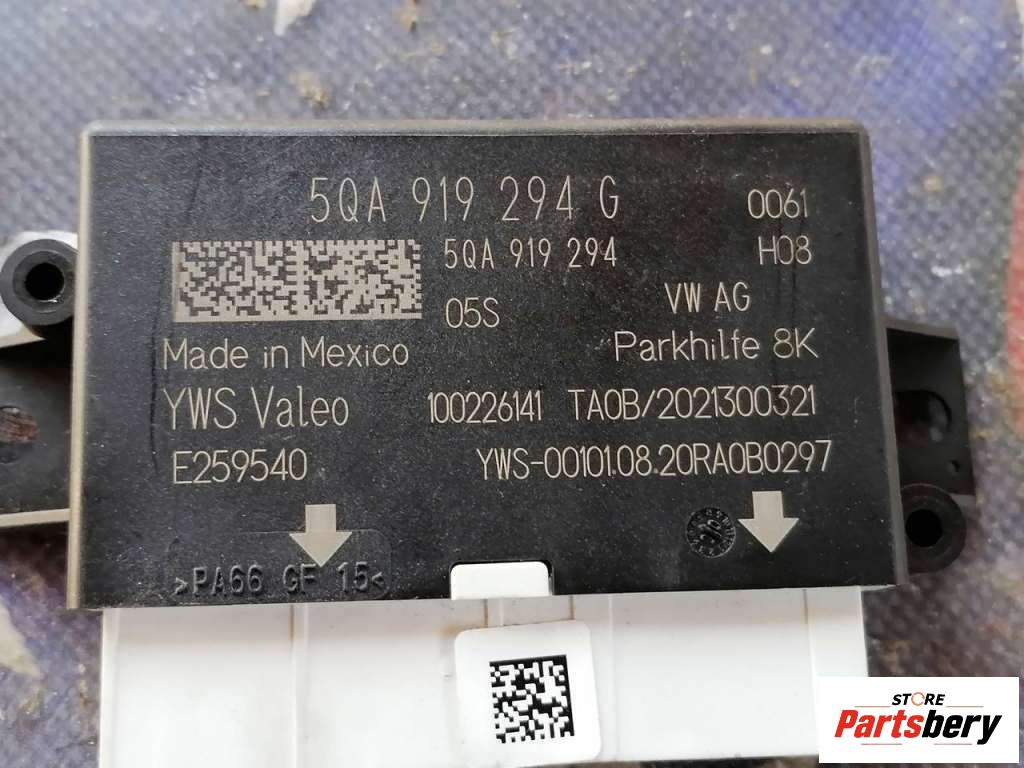 5QA 919 294 G 0061
5QA 919 294 H08
05S VW AG
Made in Mexico Parkhilfe 8K
YWS Valeo 100226141 TA0B/2021300321
E259540 YWS-00101.08.20RA0B0297
>PA66 GF 15<
STORE
Partsbery